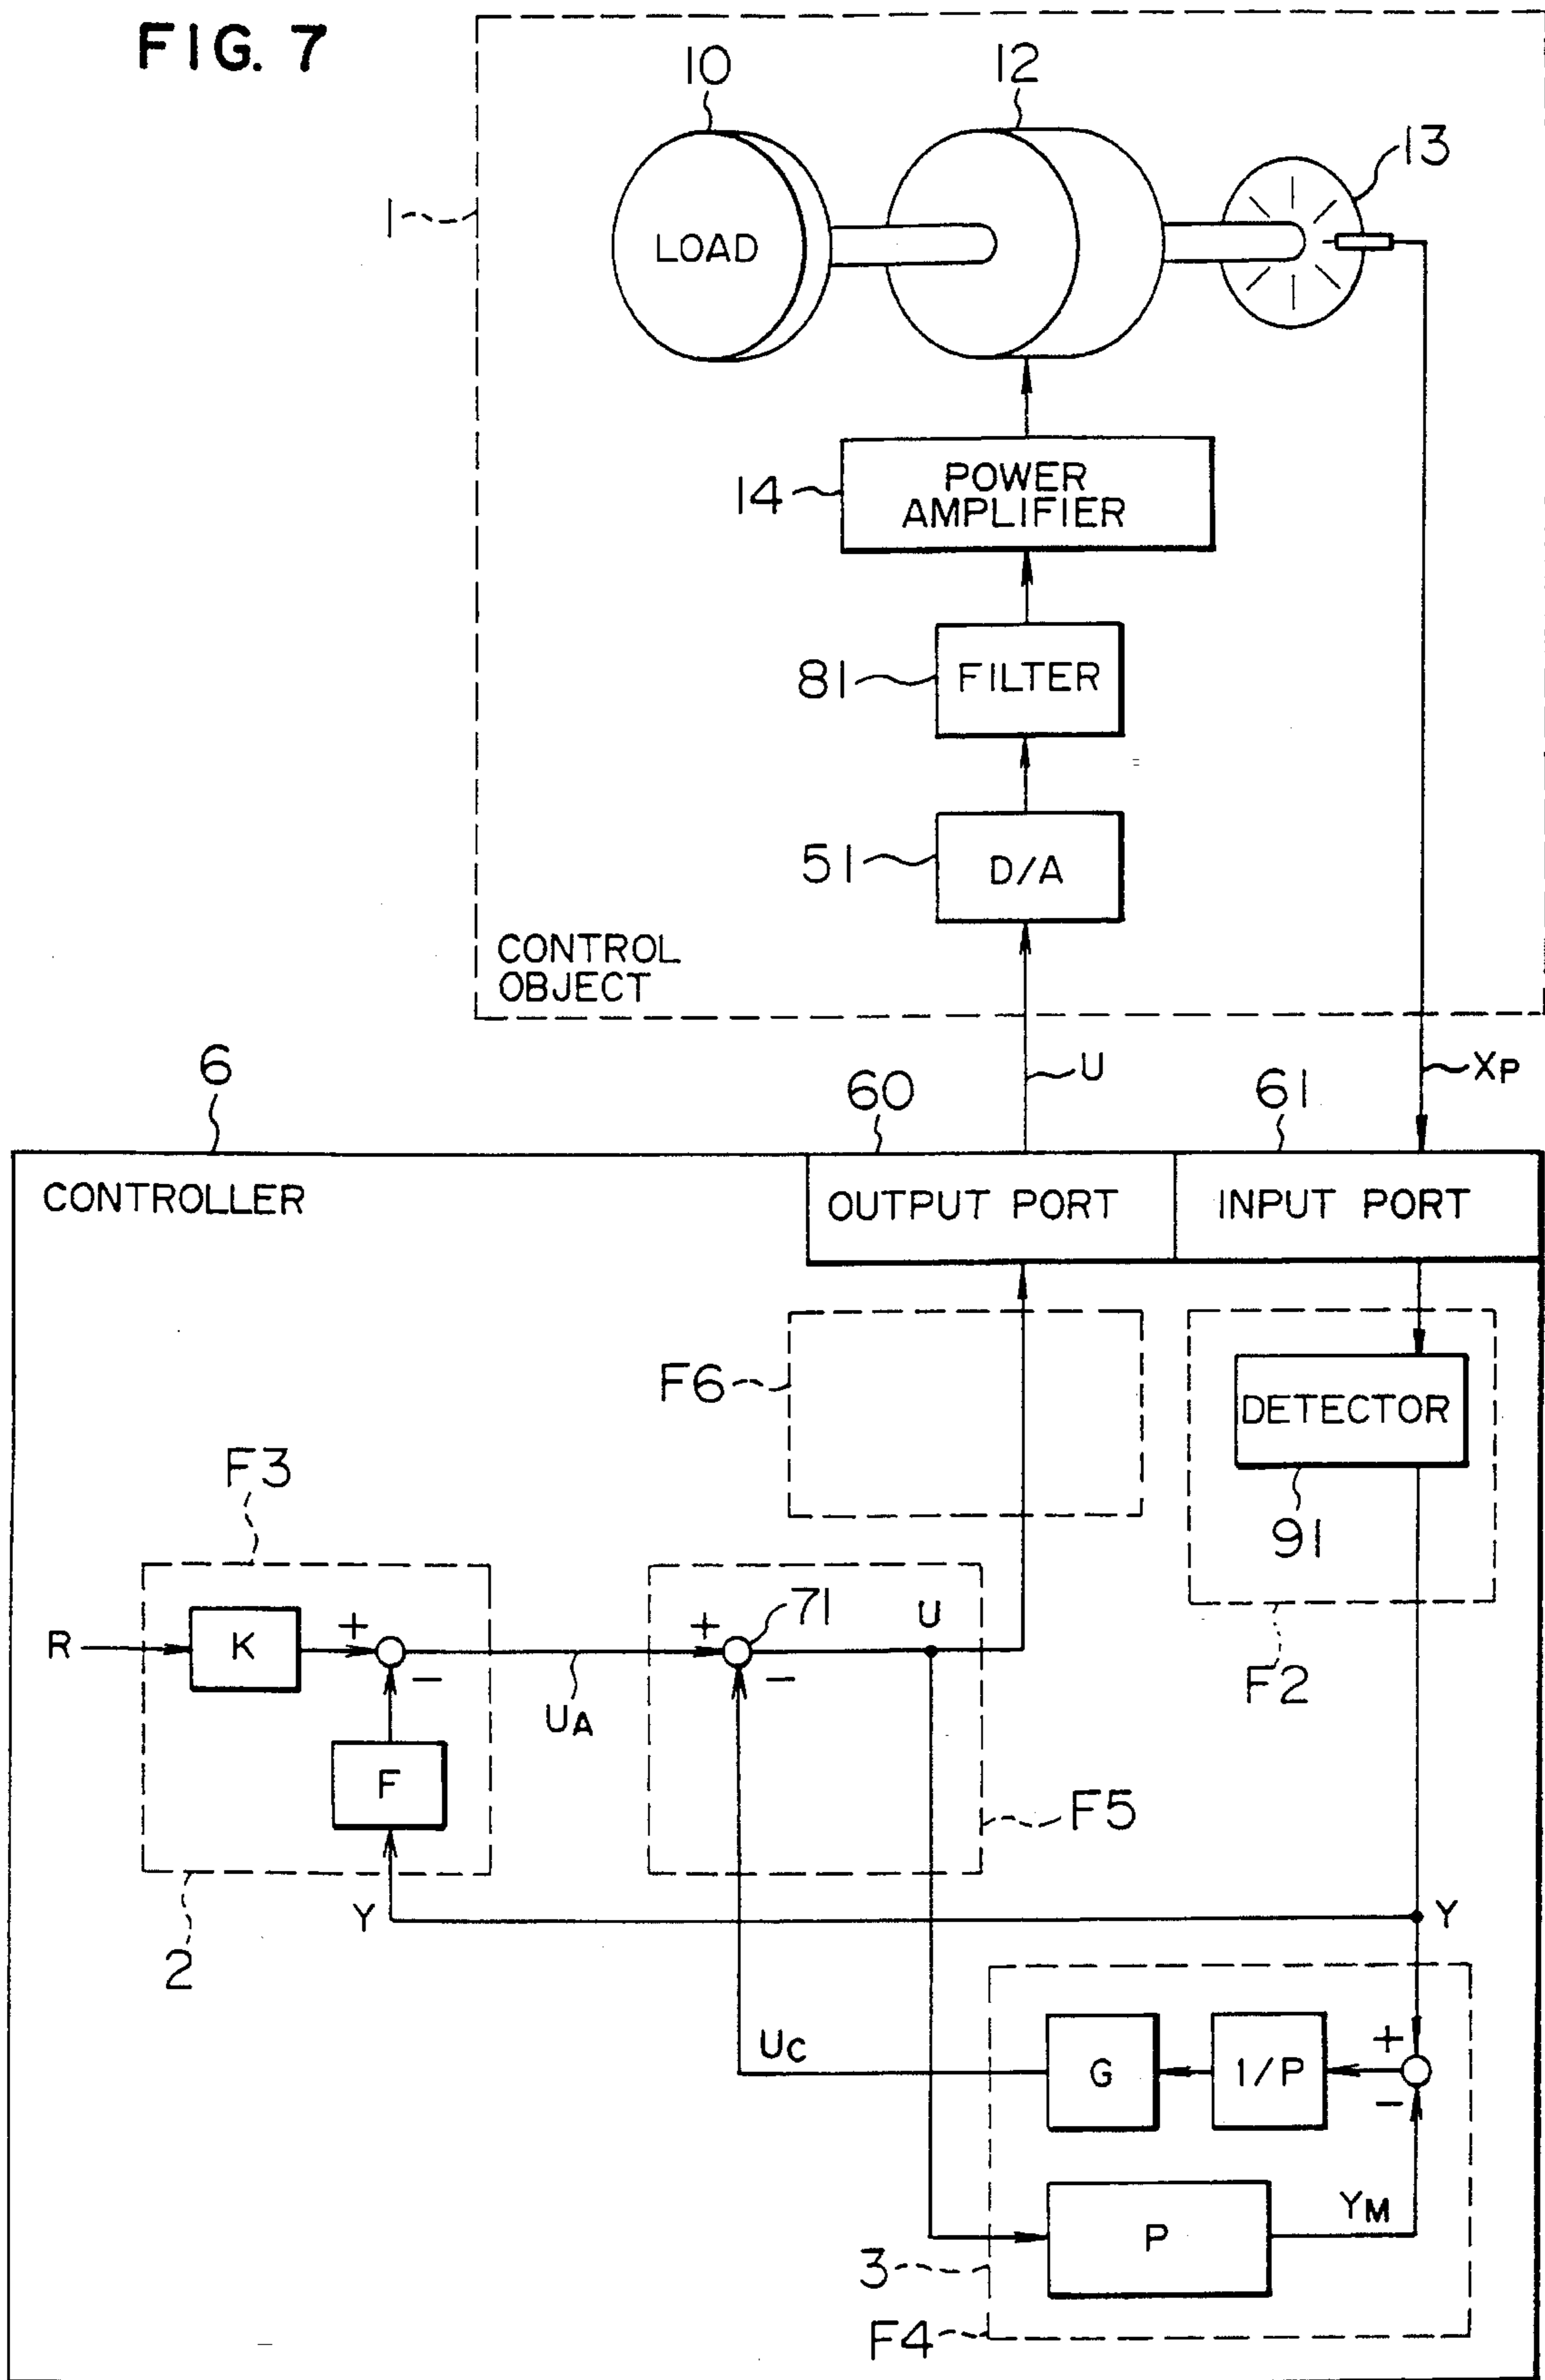 FIG. 7
10
12
13
1
LOAD
14
POWER
AMPLIFIER
81
FILTER
51
D/A
CONTROL
OBJECT
6
60
U
61
XP
CONTROLLER
OUTPUT PORT
INPUT PORT
F6
DETECTOR
F3
91
R
K
+
−
UA
+
71
−
U
F2
F
F5
Y
Y
2
UC
G
1/P
+
−
P
YM
3
F4